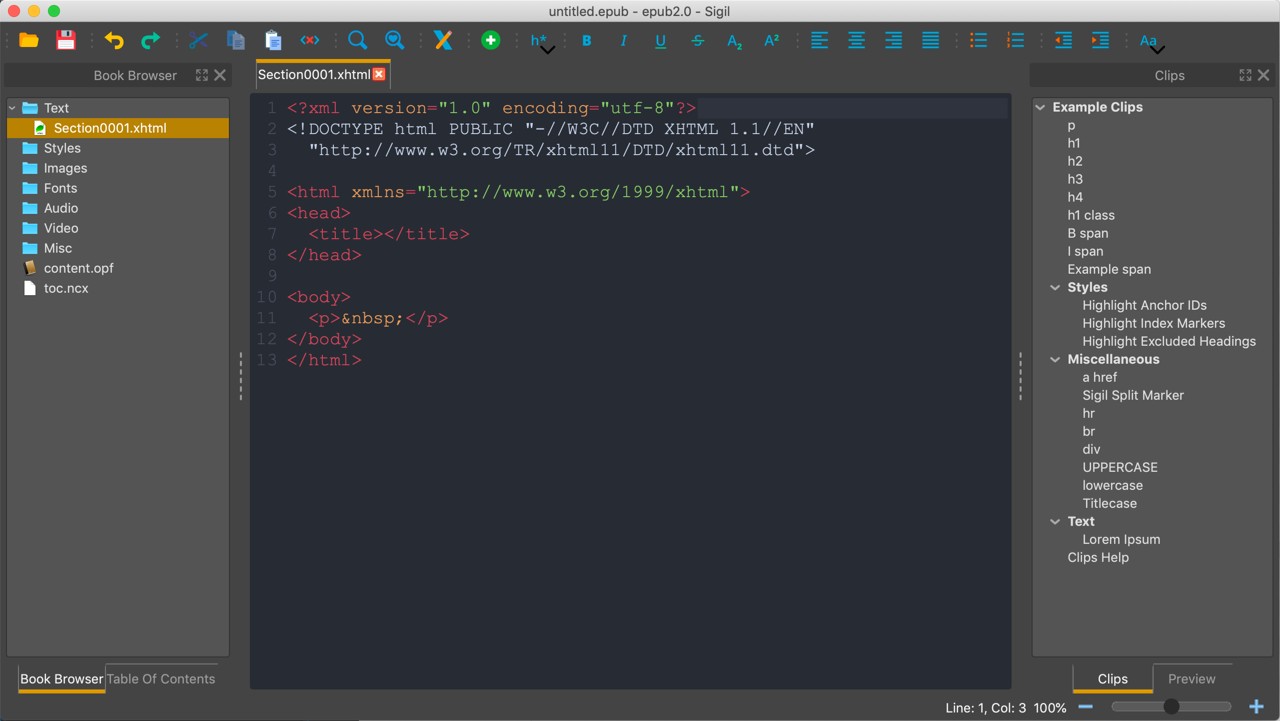 untitled.epub - epub2.0 - Sigil
h*
B
I
U
S
A2
A²
Aa
Book Browser
Text
Section0001.xhtml
Styles
Images
Fonts
Audio
Video
Misc
content.opf
toc.ncx
Book Browser
Table Of Contents
Section0001.xhtml
1 <?xml version="1.0" encoding="utf-8"?>
2 <!DOCTYPE html PUBLIC "-//W3C//DTD XHTML 1.1//EN"
3   "http://www.w3.org/TR/xhtml11/DTD/xhtml11.dtd">
4
5 <html xmlns="http://www.w3.org/1999/xhtml">
6 <head>
7   <title></title>
8 </head>
9
10 <body>
11   <p>&nbsp;</p>
12 </body>
13 </html>
Clips
Example Clips
p
h1
h2
h3
h4
h1 class
B span
I span
Example span
Styles
Highlight Anchor IDs
Highlight Index Markers
Highlight Excluded Headings
Miscellaneous
a href
Sigil Split Marker
hr
br
div
UPPERCASE
lowercase
Titlecase
Text
Lorem Ipsum
Clips Help
Clips
Preview
Line: 1, Col: 3 100%